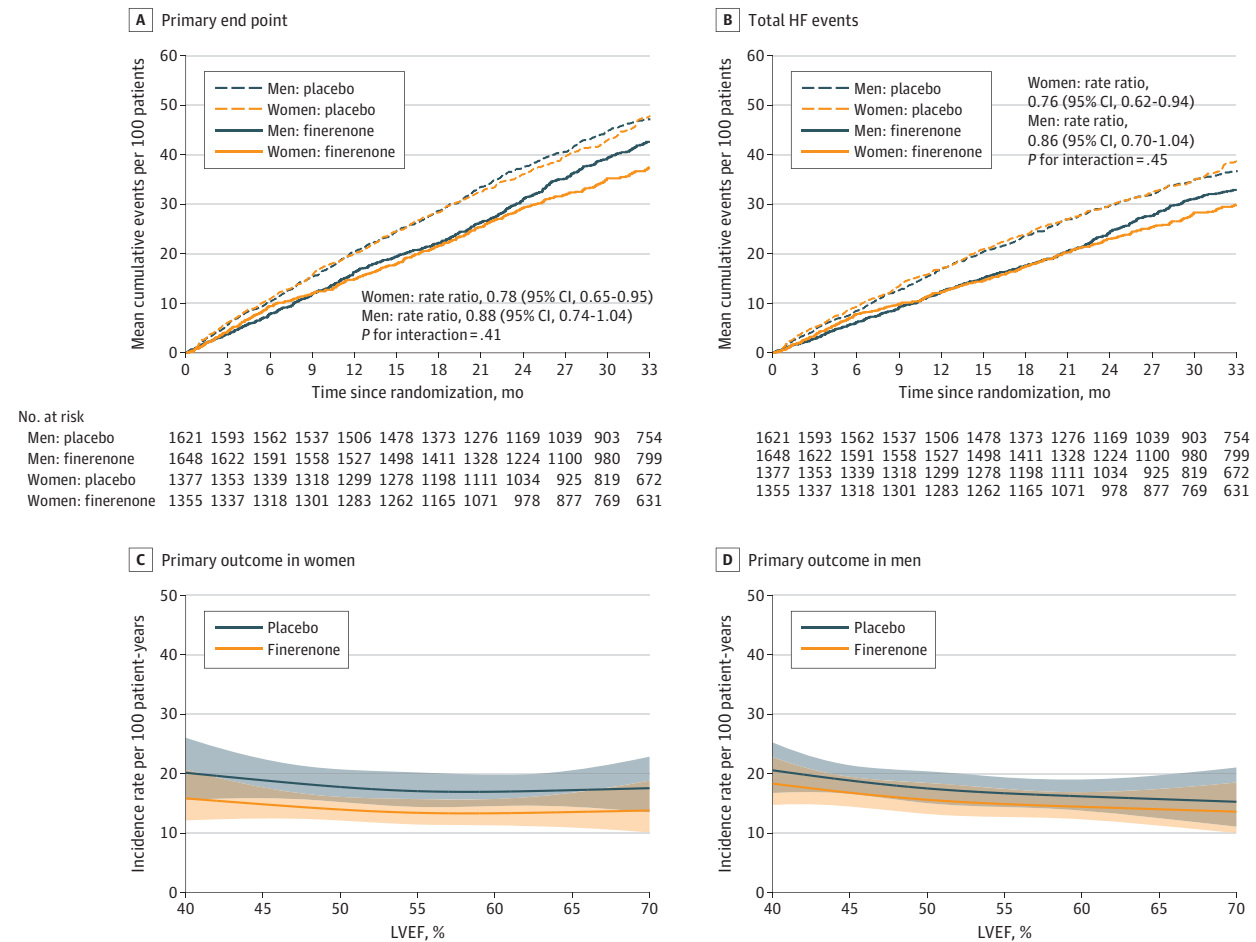 A Primary end point
Mean cumulative events per 100 patients
60
50
40
30
20
10
0
Men: placebo
Women: placebo
Men: finerenone
Women: finerenone
Women: rate ratio, 0.78 (95% CI, 0.65-0.95)
Men: rate ratio, 0.88 (95% CI, 0.74-1.04)
P for interaction = .41
0 3 6 9 12 15 18 21 24 27 30 33
Time since randomization, mo
B Total HF events
Mean cumulative events per 100 patients
60
50
40
30
20
10
0
Men: placebo
Women: placebo
Men: finerenone
Women: finerenone
Women: rate ratio,
0.76 (95% CI, 0.62-0.94)
Men: rate ratio,
0.86 (95% CI, 0.70-1.04)
P for interaction = .45
0 3 6 9 12 15 18 21 24 27 30 33
Time since randomization, mo
No. at risk
Men: placebo 1621 1593 1562 1537 1506 1478 1373 1276 1169 1039 903 754
Men: finerenone 1648 1622 1591 1558 1527 1498 1411 1328 1224 1100 980 799
Women: placebo 1377 1353 1339 1318 1299 1278 1198 1111 1034 925 819 672
Women: finerenone 1355 1337 1318 1301 1283 1262 1165 1071 978 877 769 631
1621 1593 1562 1537 1506 1478 1373 1276 1169 1039 903 754
1648 1622 1591 1558 1527 1498 1411 1328 1224 1100 980 799
1377 1353 1339 1318 1299 1278 1198 1111 1034 925 819 672
1355 1337 1318 1301 1283 1262 1165 1071 978 877 769 631
C Primary outcome in women
Incidence rate per 100 patient-years
50
40
30
20
10
0
Placebo
Finerenone
40 45 50 55 60 65 70
LVEF, %
D Primary outcome in men
Incidence rate per 100 patient-years
50
40
30
20
10
0
Placebo
Finerenone
40 45 50 55 60 65 70
LVEF, %